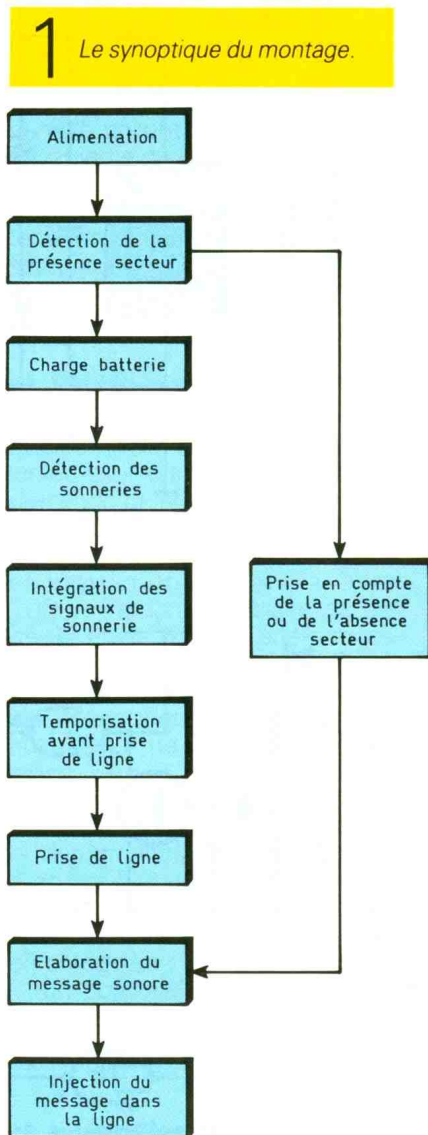 1 Le synoptique du montage.
Alimentation
Détection de la
présence secteur
Charge batterie
Détection des
sonneries
Intégration des
signaux de
sonnerie
Prise en compte
de la présence
ou de l'absence
secteur
Temporisation
avant prise
de ligne
Prise de ligne
Elaboration du
message sonore
Injection du
message dans
la ligne